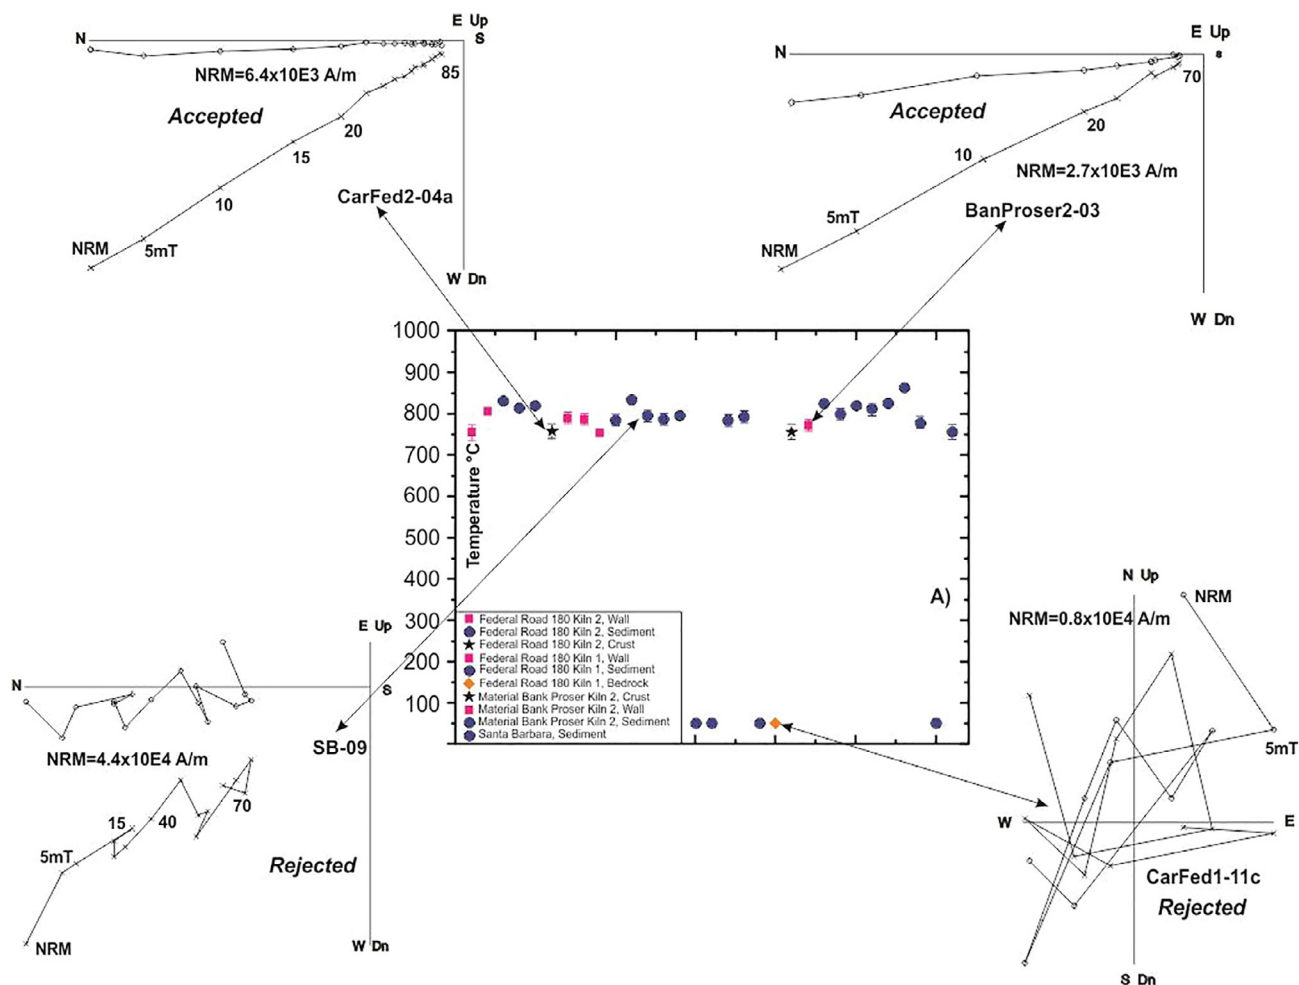 E Up
N
S
NRM=6.4x10E3 A/m
85
Accepted
20
15
10
CarFed2-04a
NRM
5mT
W Dn
E Up
N
s
70
Accepted
20
10
NRM=2.7x10E3 A/m
BanProser2-03
5mT
NRM
W Dn
1000
900
800
700
600
500
400
300
200
100
Temperature °C
A)
Federal Road 180 Kiln 2, Wall
Federal Road 180 Kiln 2, Sediment
Federal Road 180 Kiln 2, Crust
Federal Road 180 Kiln 1, Wall
Federal Road 180 Kiln 1, Sediment
Federal Road 180 Kiln 1, Bedrock
Material Bank Proser Kiln 2, Crust
Material Bank Proser Kiln 2, Wall
Material Bank Proser Kiln 2, Sediment
Santa Barbara, Sediment
E Up
N
S
SB-09
NRM=4.4x10E4 A/m
70
15
40
5mT
Rejected
NRM
W Dn
N Up
NRM
NRM=0.8x10E4 A/m
5mT
W
E
CarFed1-11c
Rejected
S Dn